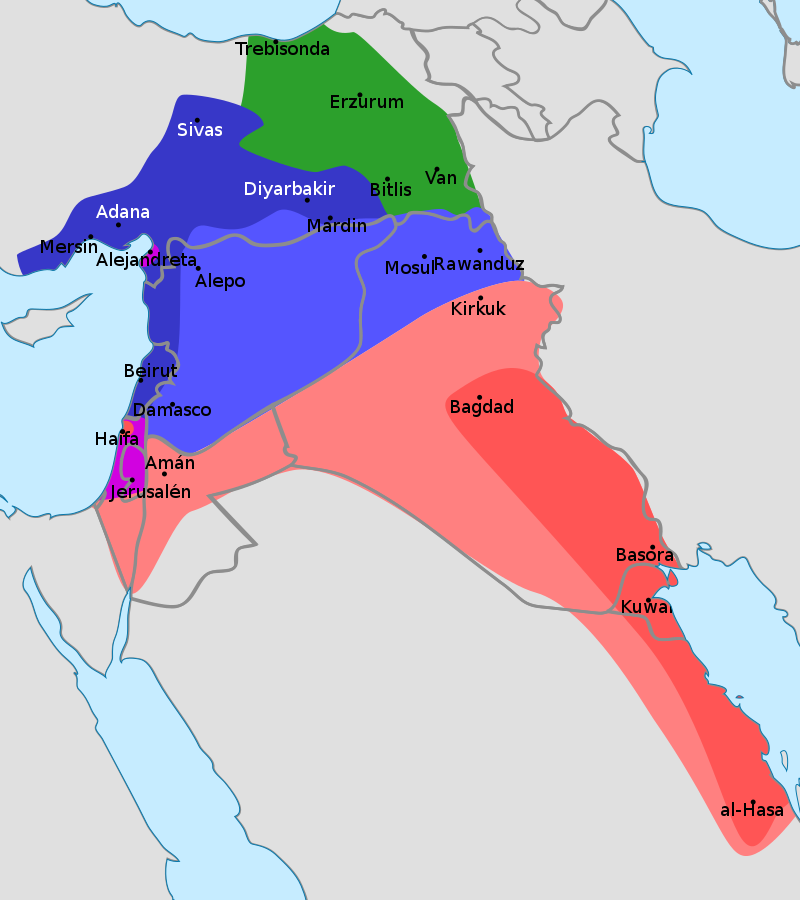 Trebisonda
Erzurum
Sivas
Van
Bitlis
Diyarbakir
Adana
Mardin
Mersin
Alejandreta
Mosul
Rawanduz
Alepo
Kirkuk
Beirut
Damasco
Bagdad
Haifa
Amán
Jerusalén
Basora
Kuwai
al-Hasa